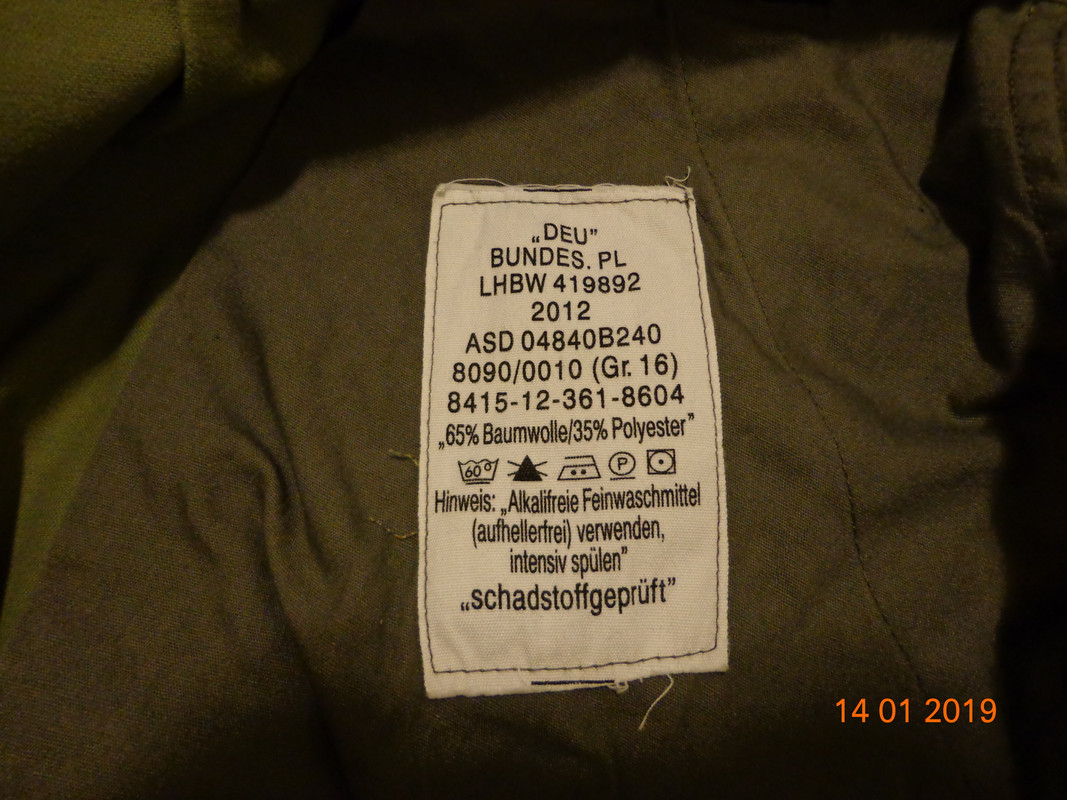 „DEU”
BUNDES. PL
LHBW 419892
2012
ASD 04840B240
8090/0010 (Gr. 16)
8415-12-361-8604
„65% Baumwolle/35% Polyester”
60° P
Hinweis: „Alkalifreie Feinwaschmittel
(aufhellerfrei) verwenden,
intensiv spülen”
„schadstoffgeprüft”
14 01 2019